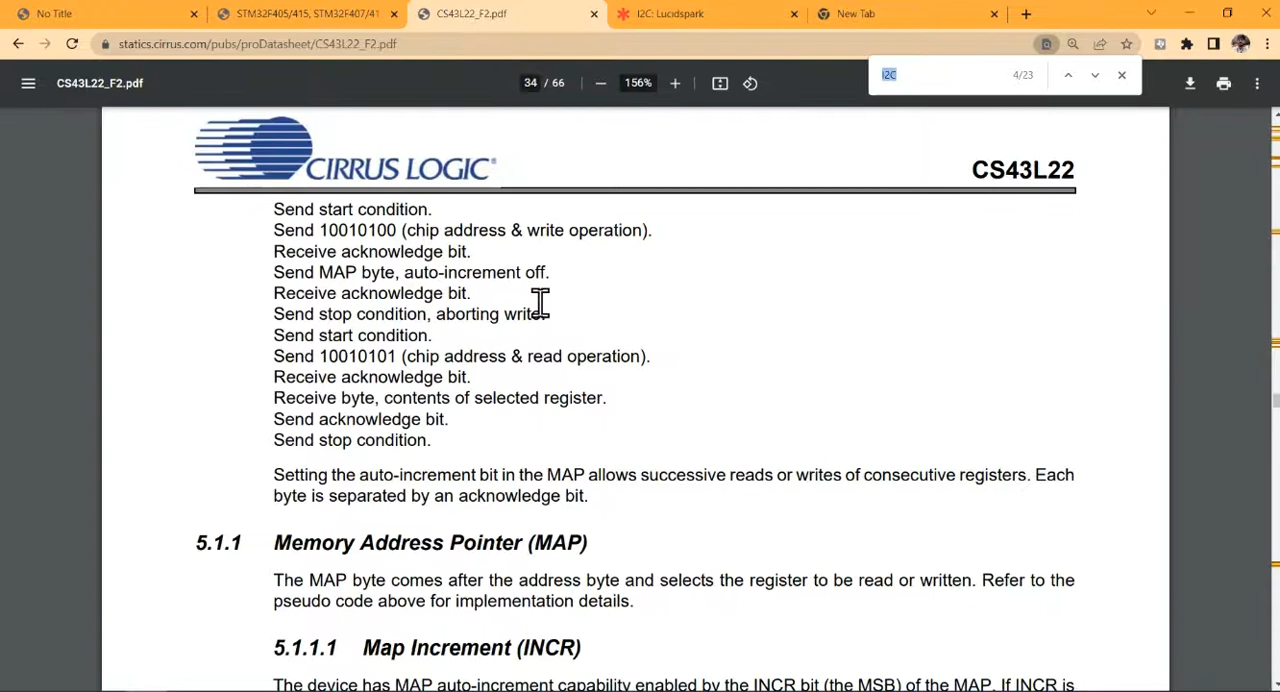 No Title
STM32F405/415, STM32F407/41
CS43L22_F2.pdf
I2C: Lucidspark
New Tab
statics.cirrus.com/pubs/proDatasheet/CS43L22_F2.pdf
I2C
4/23
CS43L22_F2.pdf
34 / 66
156%
CIRRUS LOGIC®
CS43L22
Send start condition.
Send 10010100 (chip address & write operation).
Receive acknowledge bit.
Send MAP byte, auto-increment off.
Receive acknowledge bit.
Send stop condition, aborting write.
Send start condition.
Send 10010101 (chip address & read operation).
Receive acknowledge bit.
Receive byte, contents of selected register.
Send acknowledge bit.
Send stop condition.
Setting the auto-increment bit in the MAP allows successive reads or writes of consecutive registers. Each
byte is separated by an acknowledge bit.
5.1.1 Memory Address Pointer (MAP)
The MAP byte comes after the address byte and selects the register to be read or written. Refer to the
pseudo code above for implementation details.
5.1.1.1 Map Increment (INCR)
The device has MAP auto-increment capability enabled by the INCR bit (the MSB) of the MAP. If INCR is